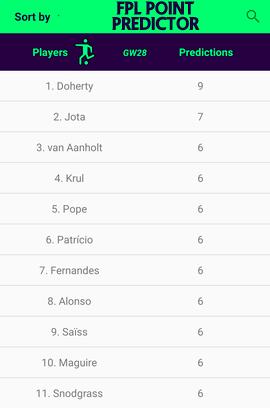 Sort by
FPL POINT
PREDICTOR
Players GW28 Predictions
1. Doherty 9
2. Jota 7
3. van Aanholt 6
4. Krul 6
5. Pope 6
6. Patrício 6
7. Fernandes 6
8. Alonso 6
9. Saïss 6
10. Maguire 6
11. Snodgrass 6